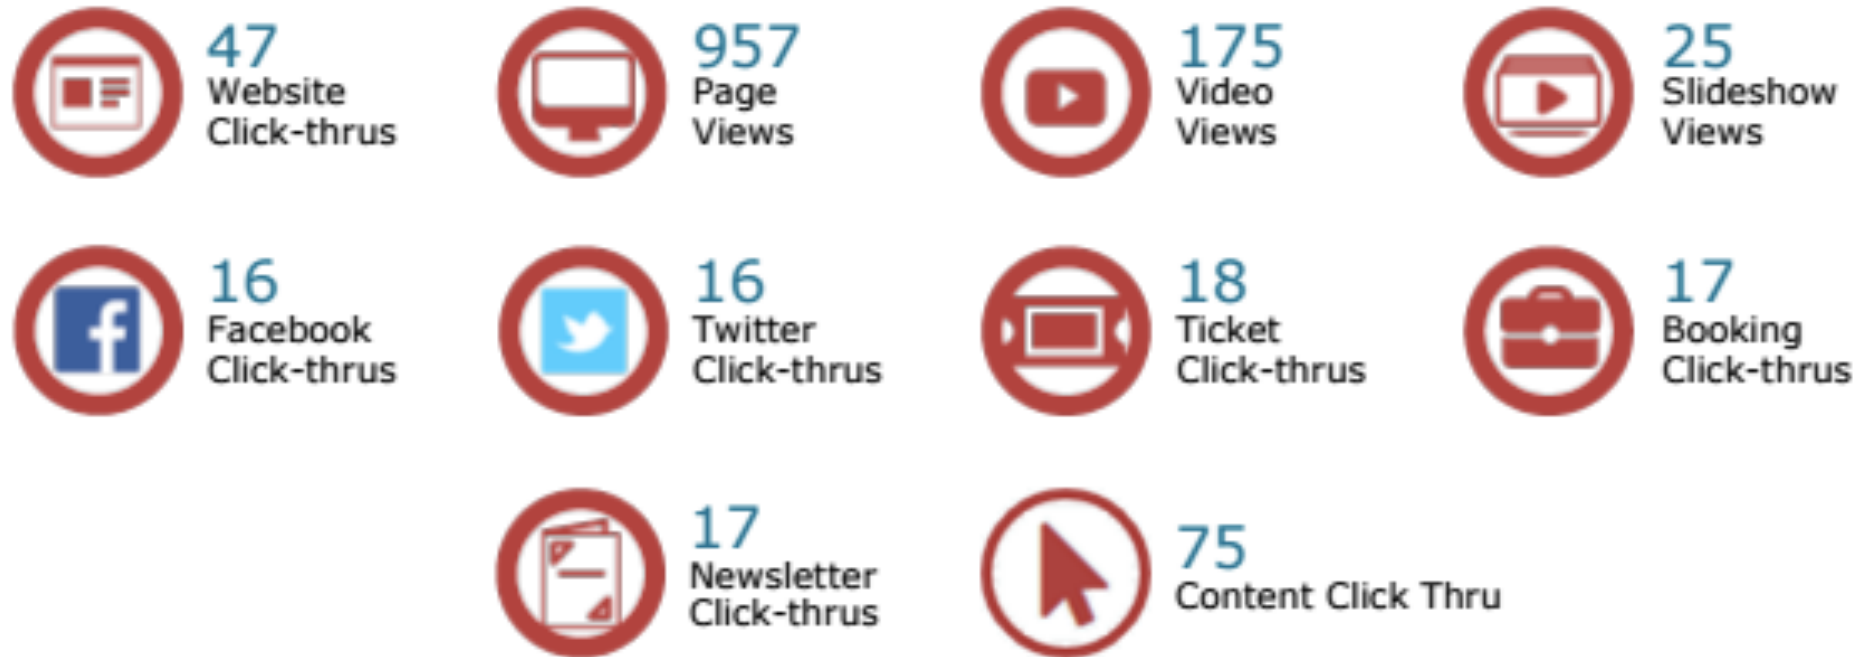 47
Website
Click-thrus
957
Page
Views
175
Video
Views
25
Slideshow
Views
16
Facebook
Click-thrus
16
Twitter
Click-thrus
18
Ticket
Click-thrus
17
Booking
Click-thrus
17
Newsletter
Click-thrus
75
Content Click Thru